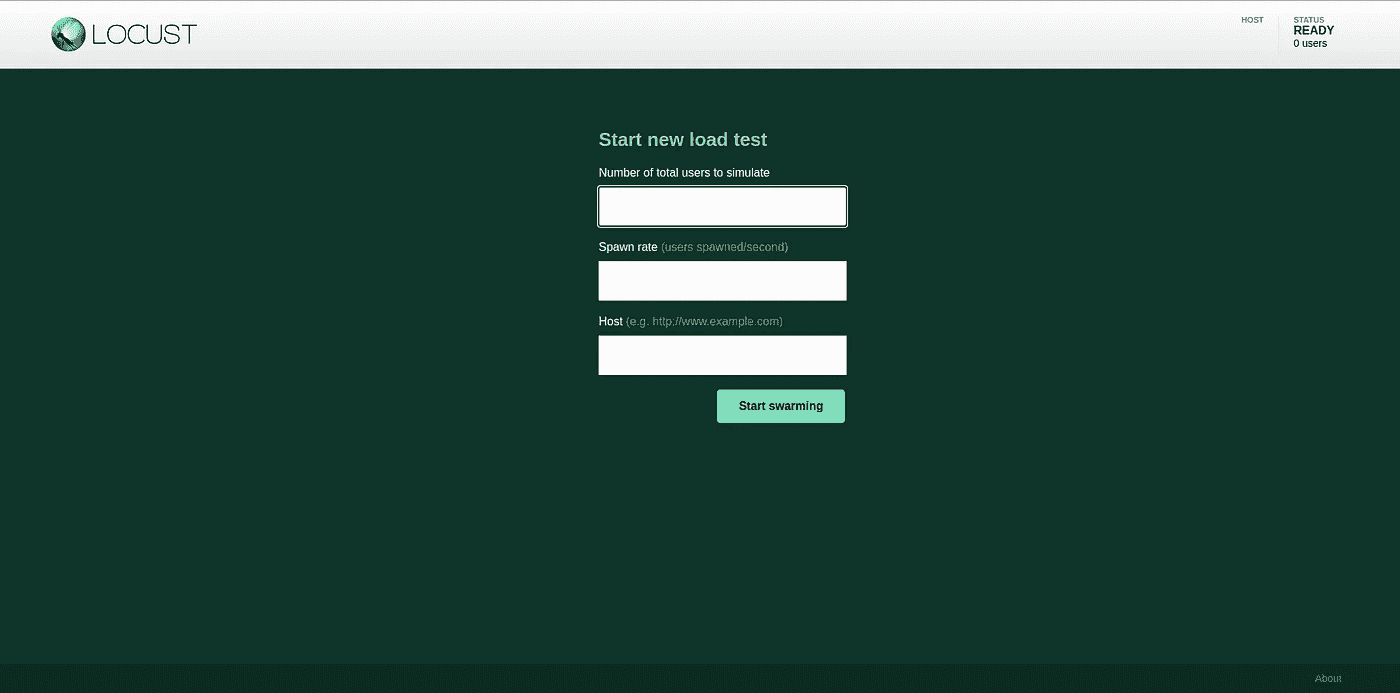 LOCUST
HOST
STATUS
READY
0 users
Start new load test
Number of total users to simulate
Spawn rate (users spawned/second)
Host (e.g. http://www.example.com)
Start swarming
About